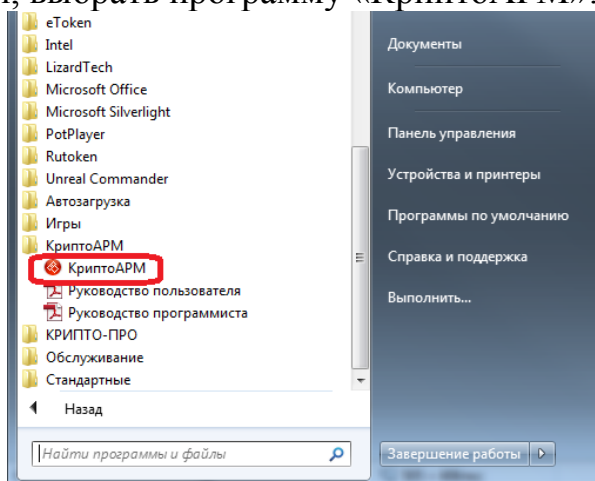 выбрать программу «КриптоАРМ».
eToken
Intel
LizardTech
Microsoft Office
Microsoft Silverlight
PotPlayer
Rutoken
Unreal Commander
Автозагрузка
Игры
КриптоАРМ
КриптоАРМ
Руководство пользователя
Руководство программиста
КРИПТО-ПРО
Обслуживание
Стандартные
Назад
Найти программы и файлы
Документы
Компьютер
Панель управления
Устройства и принтеры
Программы по умолчанию
Справка и поддержка
Выполнить...
Завершение работы